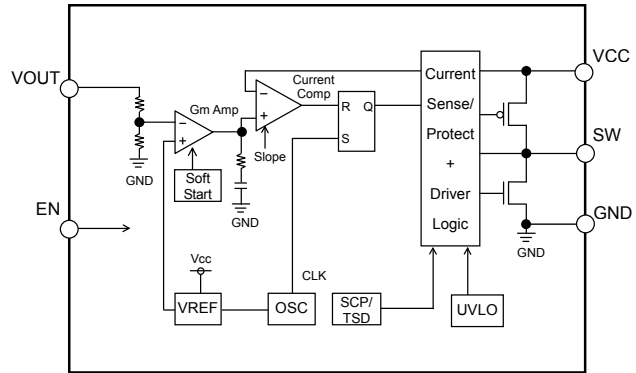 VCC
VOUT
Current
Comp
Current
Sense/
Protect
+
Driver
Logic
Gm Amp
−
+
−
+
R Q
S
SW
Slope
Soft
Start
GND
GND
EN
GND
GND
Vcc
CLK
VREF
OSC
SCP/
TSD
UVLO